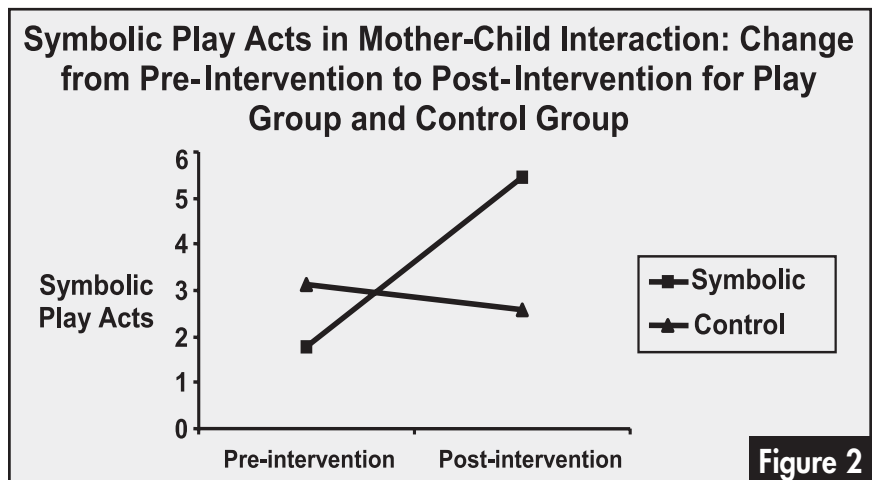 Symbolic Play Acts in Mother-Child Interaction: Change
from Pre-Intervention to Post-Intervention for Play
Group and Control Group
6
5
4
3
2
1
0
Symbolic
Play Acts
Pre-intervention
Post-intervention
Symbolic
Control
Figure 2